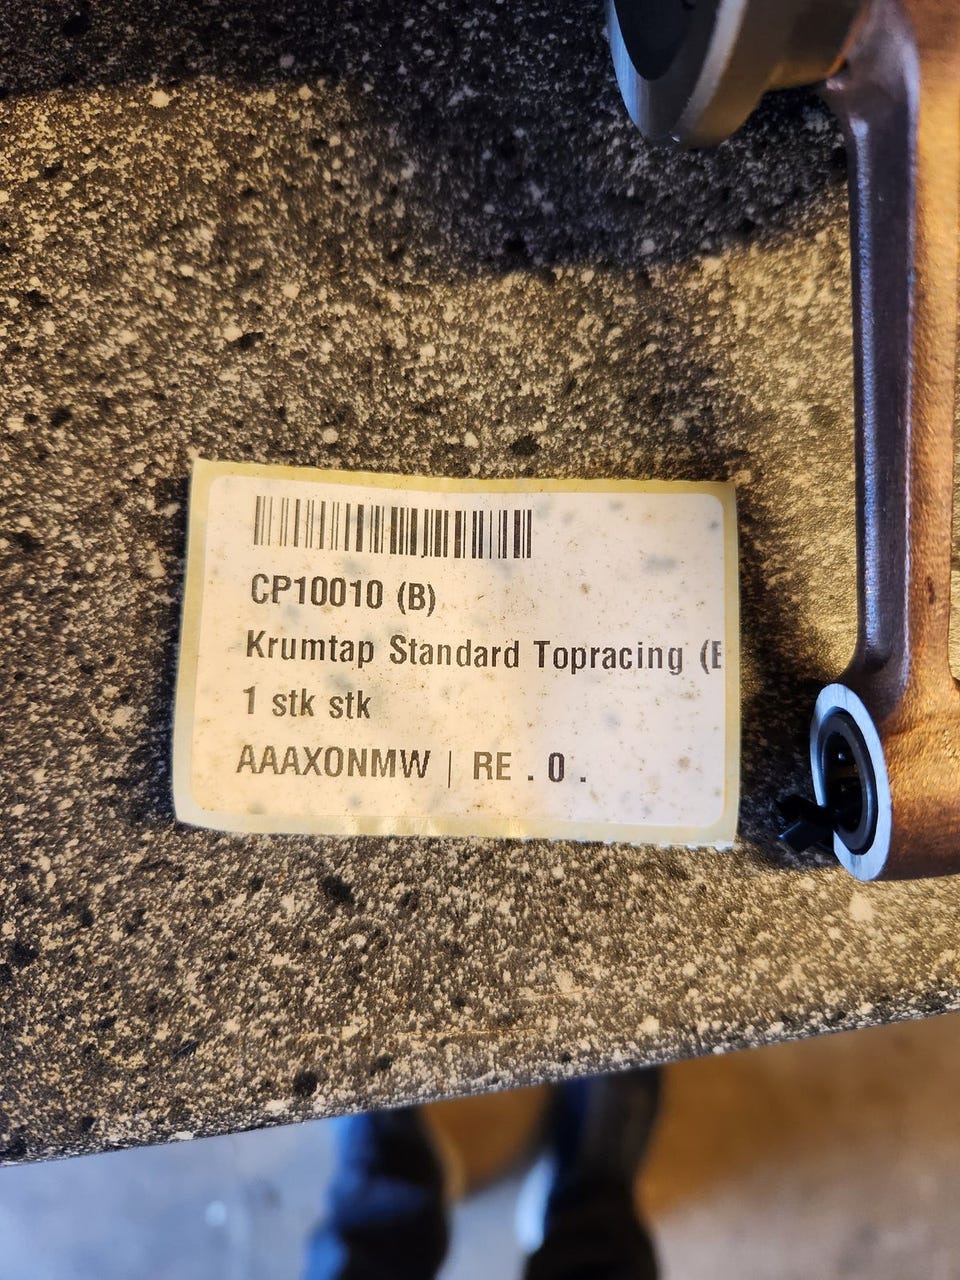 CP10010 (B)
Krumtap Standard Topracing (
1 stk stk
AAAXONMW | RE . 0 .